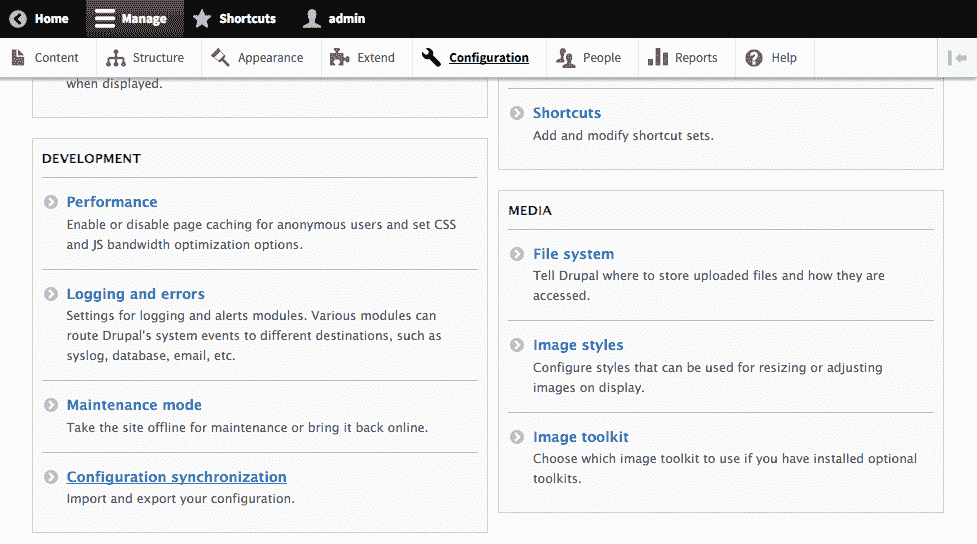 Home Manage Shortcuts admin
Content Structure Appearance Extend Configuration People Reports Help
when displayed.
DEVELOPMENT
Performance
Enable or disable page caching for anonymous users and set CSS
and JS bandwidth optimization options.
Logging and errors
Settings for logging and alerts modules. Various modules can
route Drupal's system events to different destinations, such as
syslog, database, email, etc.
Maintenance mode
Take the site offline for maintenance or bring it back online.
Configuration synchronization
Import and export your configuration.
Shortcuts
Add and modify shortcut sets.
MEDIA
File system
Tell Drupal where to store uploaded files and how they are
accessed.
Image styles
Configure styles that can be used for resizing or adjusting
images on display.
Image toolkit
Choose which image toolkit to use if you have installed optional
toolkits.